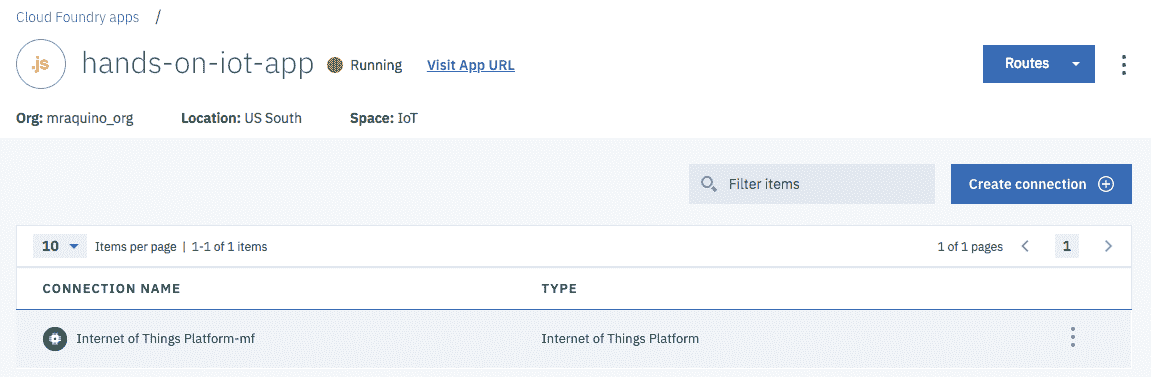 Cloud Foundry apps /
.js hands-on-iot-app Running Visit App URL Routes
Org: mraquino_org Location: US South Space: IoT
Filter items Create connection
10 Items per page | 1-1 of 1 items 1 of 1 pages 1
CONNECTION NAME TYPE
Internet of Things Platform-mf Internet of Things Platform